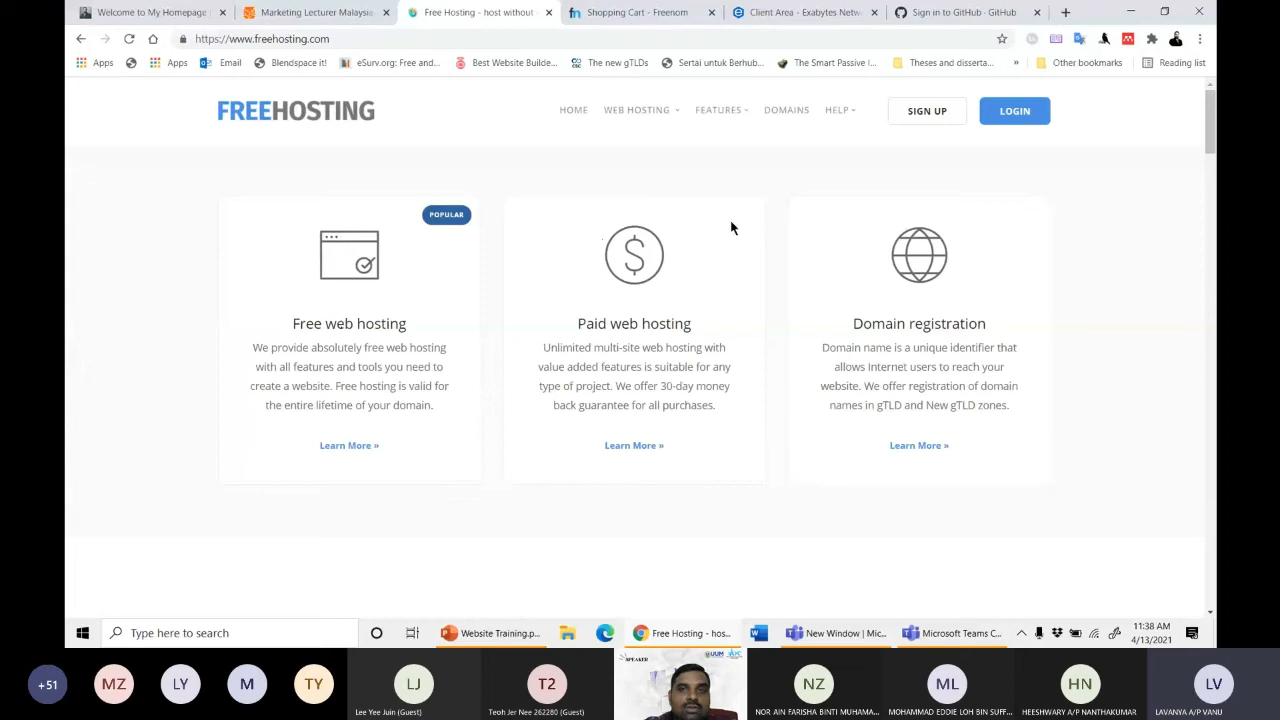 Welcome to My Homepage
Marketing Lecturer Malaysia
Free Hosting - host without
Shopping Cart - Freenom
Client Area - Exabytes Netw
Sign in to GitHub · GitHub
https://www.freehosting.com
Apps
Apps
Email
Blendspace it!
eSurv.org: Free and...
Best Website Builde...
The new gTLDs
Sertai untuk Berhub...
The Smart Passive I...
Theses and disserta...
»
Other bookmarks
Reading list
FREEHOSTING
HOME
WEB HOSTING
FEATURES
DOMAINS
HELP
SIGN UP
LOGIN
POPULAR
Free web hosting
We provide absolutely free web hosting
with all features and tools you need to
create a website. Free hosting is valid for
the entire lifetime of your domain.
Learn More »
Paid web hosting
Unlimited multi-site web hosting with
value added features is suitable for any
type of project. We offer 30-day money
back guarantee for all purchases.
Learn More »
Domain registration
Domain name is a unique identifier that
allows Internet users to reach your
website. We offer registration of domain
names in gTLD and New gTLD zones.
Learn More »
Type here to search
Website Training.p...
Free Hosting - hos...
New Window | Mic...
Microsoft Teams C...
11:38 AM
4/13/2021
+51
MZ
LY
M
TY
LJ
Lee Yee Juin (Guest)
T2
Teoh Jer Nee 262280 (Guest)
SPEAKER
UUM
NZ
NOR AIN FARISHA BINTI MUHAMA...
ML
MOHAMMAD EDDIE LOH BIN SUFF...
HN
HEESHWARY A/P NANTHAKUMAR
LV
LAVANYA A/P VANU